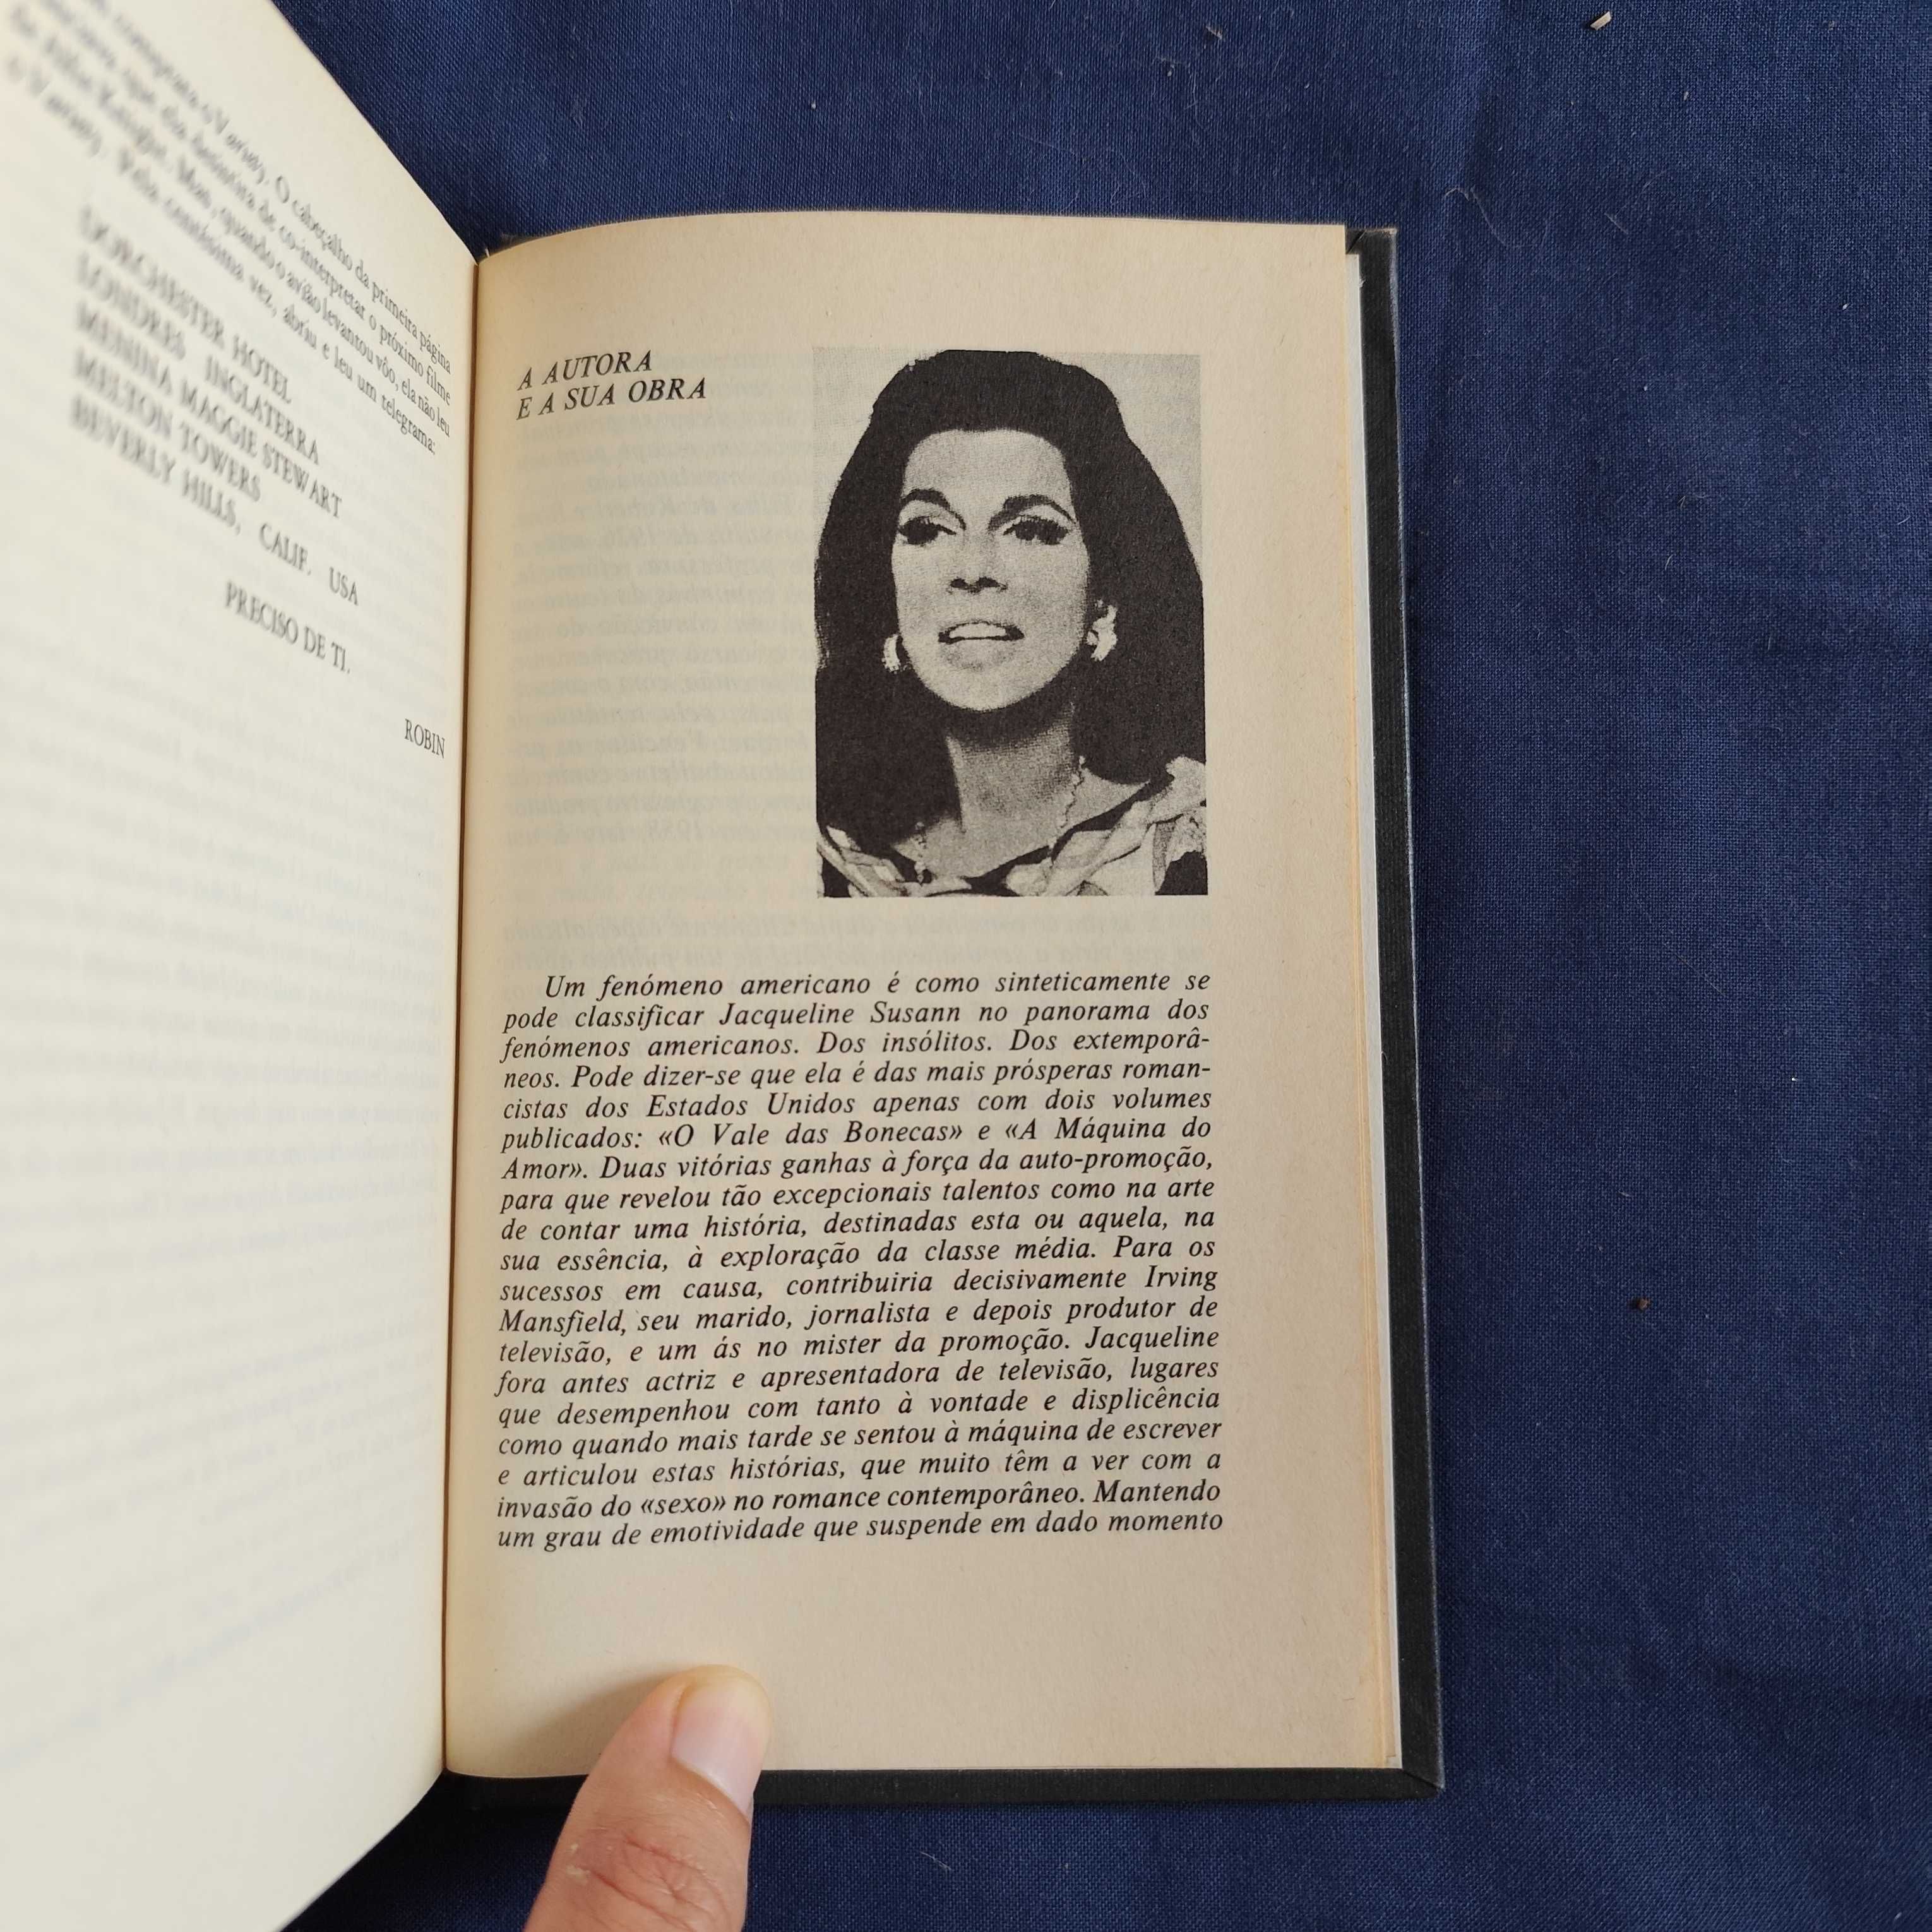 O cabeçalho da primeira página
de co-interpretar o próximo filme
Mas, quando o avião levantou vôo, ela não leu
Pela centésima vez, abriu e leu um telegrama:
DORCHESTER HOTEL
LONDRES INGLATERRA
MENINA MAGGIE STEWART
MELTON TOWERS
BEVERLY HILLS, CALIF. USA
PRECISO DE TI.
ROBIN
A AUTORA
E A SUA OBRA
Um fenómeno americano é como sinteticamente se
pode classificar Jacqueline Susann no panorama dos
fenómenos americanos. Dos insólitos. Dos extemporâ-
neos. Pode dizer-se que ela é das mais prósperas roman-
cistas dos Estados Unidos apenas com dois volumes
publicados: «O Vale das Bonecas» e «A Máquina do
Amor». Duas vitórias ganhas à força da auto-promoção,
para que revelou tão excepcionais talentos como na arte
de contar uma história, destinadas esta ou aquela, na
sua essência, à exploração da classe média. Para os
sucessos em causa, contribuiria decisivamente Irving
Mansfield, seu marido, jornalista e depois produtor de
televisão, e um ás no mister da promoção. Jacqueline
fora antes actriz e apresentadora de televisão, lugares
que desempenhou com tanto à vontade e displicência
como quando mais tarde se sentou à máquina de escrever
e articulou estas histórias, que muito têm a ver com a
invasão do «sexo» no romance contemporâneo. Mantendo
um grau de emotividade que suspende em dado momento